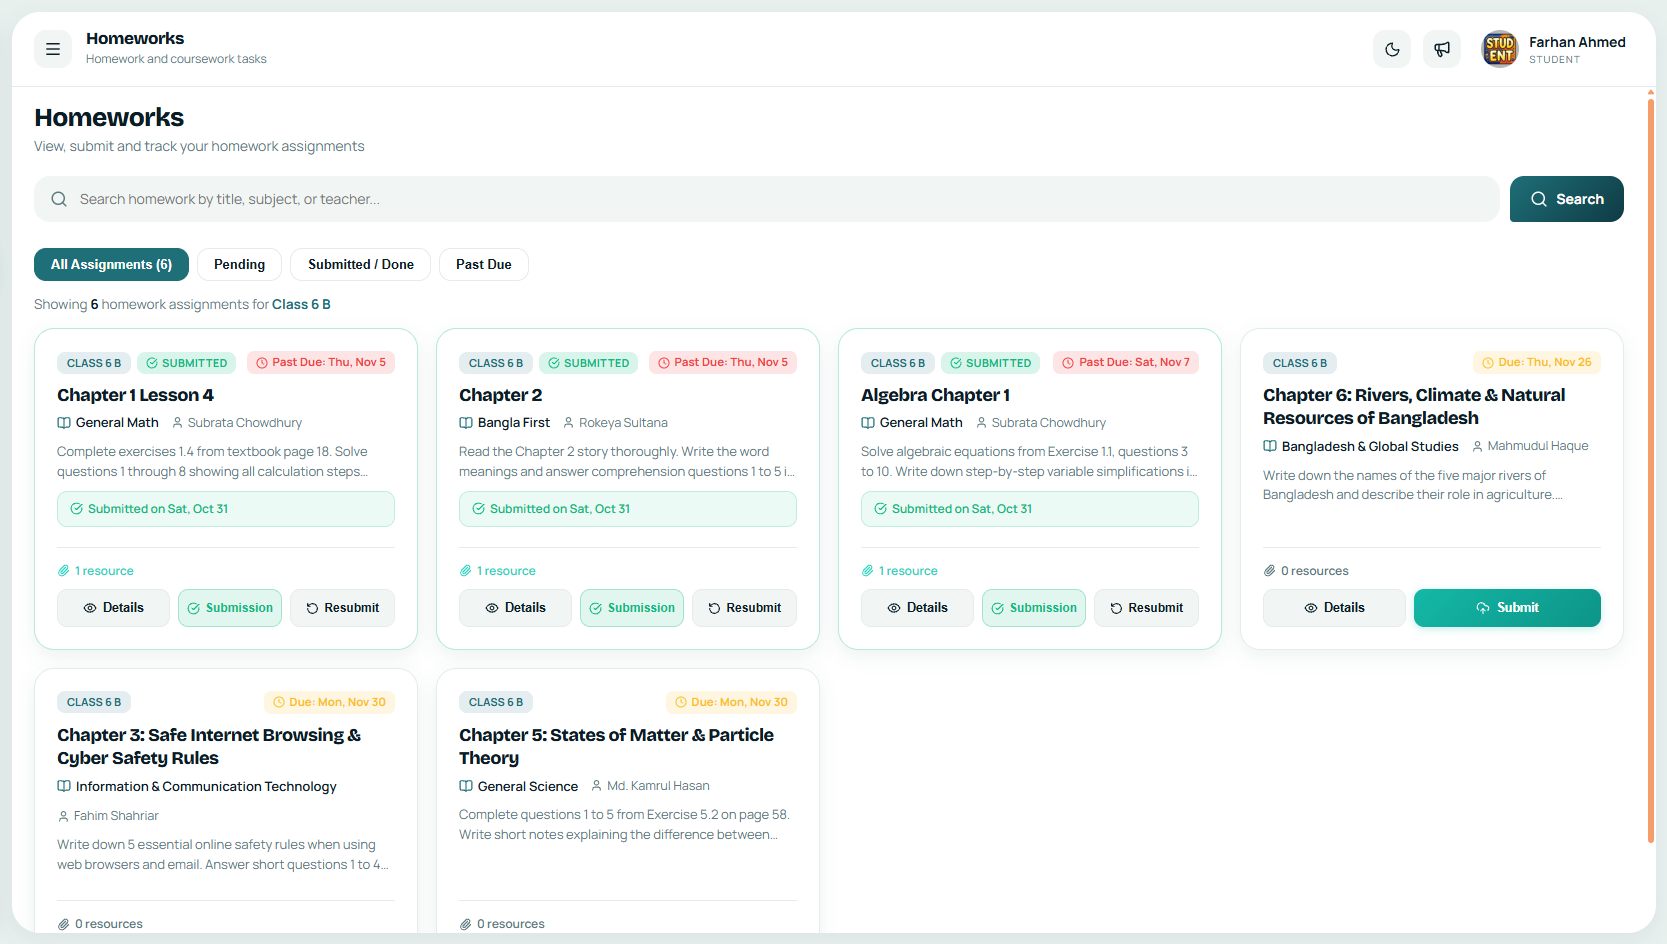 Homeworks
Homework and coursework tasks
STUD
ENT
Farhan Ahmed
STUDENT
Homeworks
View, submit and track your homework assignments
Search homework by title, subject, or teacher...
Search
All Assignments (6)
Pending
Submitted / Done
Past Due
Showing 6 homework assignments for Class 6 B
CLASS 6 B
SUBMITTED
Past Due: Thu, Nov 5
Chapter 1 Lesson 4
General Math
Subrata Chowdhury
Complete exercises 1.4 from textbook page 18. Solve
questions 1 through 8 showing all calculation steps...
Submitted on Sat, Oct 31
1 resource
Details
Submission
Resubmit
CLASS 6 B
SUBMITTED
Past Due: Thu, Nov 5
Chapter 2
Bangla First
Rokeya Sultana
Read the Chapter 2 story thoroughly. Write the word
meanings and answer comprehension questions 1 to 5 i...
Submitted on Sat, Oct 31
1 resource
Details
Submission
Resubmit
CLASS 6 B
SUBMITTED
Past Due: Sat, Nov 7
Algebra Chapter 1
General Math
Subrata Chowdhury
Solve algebraic equations from Exercise 1.1, questions 3
to 10. Write down step-by-step variable simplifications i...
Submitted on Sat, Oct 31
1 resource
Details
Submission
Resubmit
CLASS 6 B
Due: Thu, Nov 26
Chapter 6: Rivers, Climate & Natural
Resources of Bangladesh
Bangladesh & Global Studies
Mahmudul Haque
Write down the names of the five major rivers of
Bangladesh and describe their role in agriculture....
0 resources
Details
Submit
CLASS 6 B
Due: Mon, Nov 30
Chapter 3: Safe Internet Browsing &
Cyber Safety Rules
Information & Communication Technology
Fahim Shahriar
Write down 5 essential online safety rules when using
web browsers and email. Answer short questions 1 to 4...
0 resources
CLASS 6 B
Due: Mon, Nov 30
Chapter 5: States of Matter & Particle
Theory
General Science
Md. Kamrul Hasan
Complete questions 1 to 5 from Exercise 5.2 on page 58.
Write short notes explaining the difference between...
0 resources